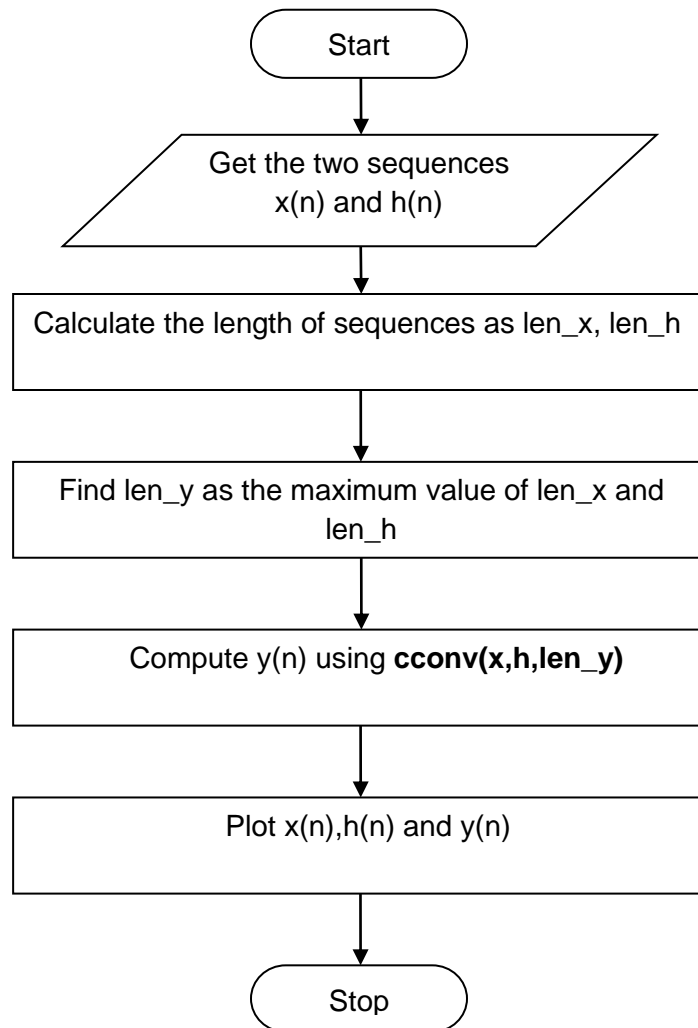 Start
Get the two sequences
x(n) and h(n)
Calculate the length of sequences as len_x, len_h
Find len_y as the maximum value of len_x and
len_h
Compute y(n) using cconv(x,h,len_y)
Plot x(n),h(n) and y(n)
Stop